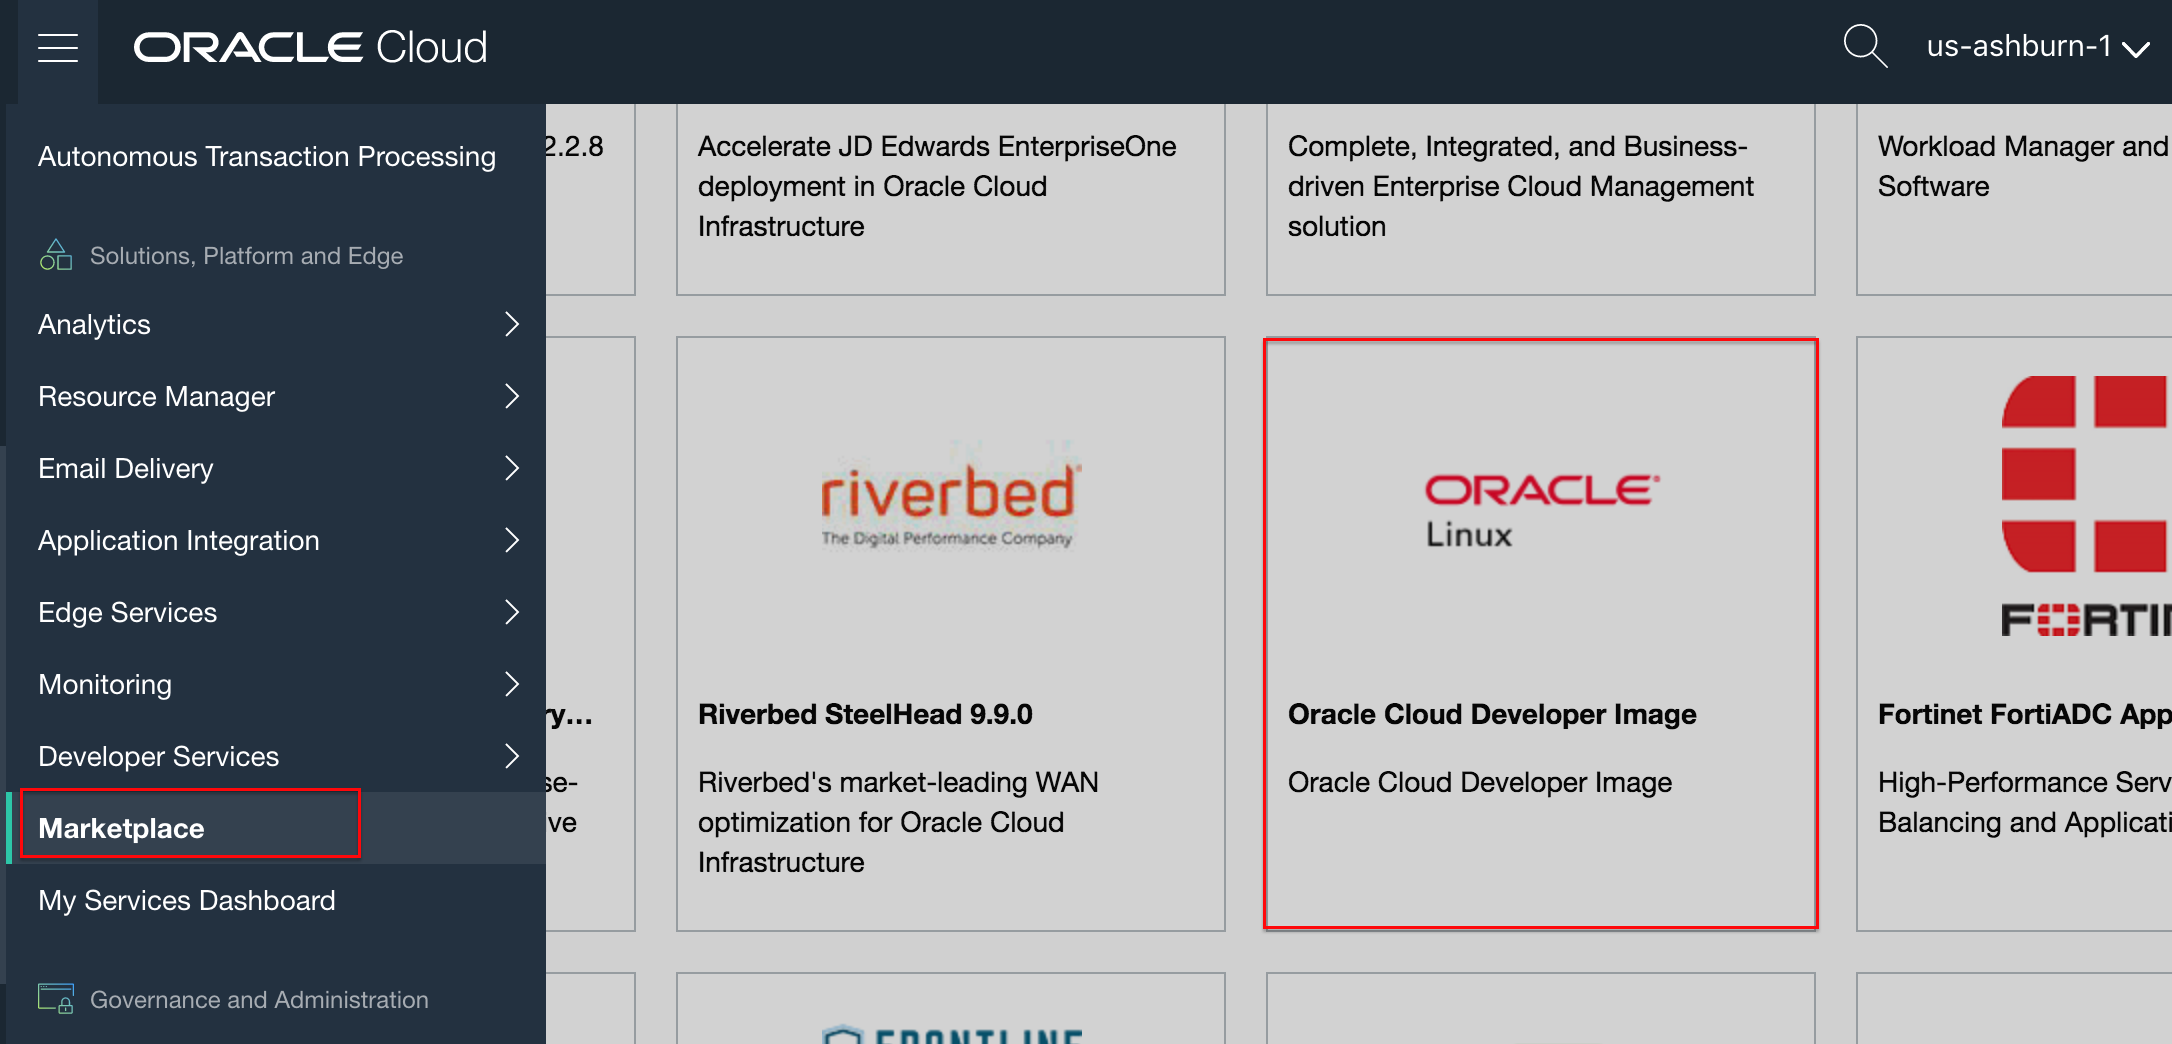 ORACLE Cloud
us-ashburn-1
Autonomous Transaction Processing
Solutions, Platform and Edge
Analytics
Resource Manager
Email Delivery
Application Integration
Edge Services
Monitoring
Developer Services
Marketplace
My Services Dashboard
Governance and Administration
2.2.8
Accelerate JD Edwards EnterpriseOne
deployment in Oracle Cloud
Infrastructure
Complete, Integrated, and Business-
driven Enterprise Cloud Management
solution
Workload Manager and
Software
ry...
se-
ve
riverbed
The Digital Performance Company
Riverbed SteelHead 9.9.0
Riverbed's market-leading WAN
optimization for Oracle Cloud
Infrastructure
ORACLE®
Linux
Oracle Cloud Developer Image
Oracle Cloud Developer Image
Fortinet FortiADC App
High-Performance Serv
Balancing and Applicati
FRONTLINE